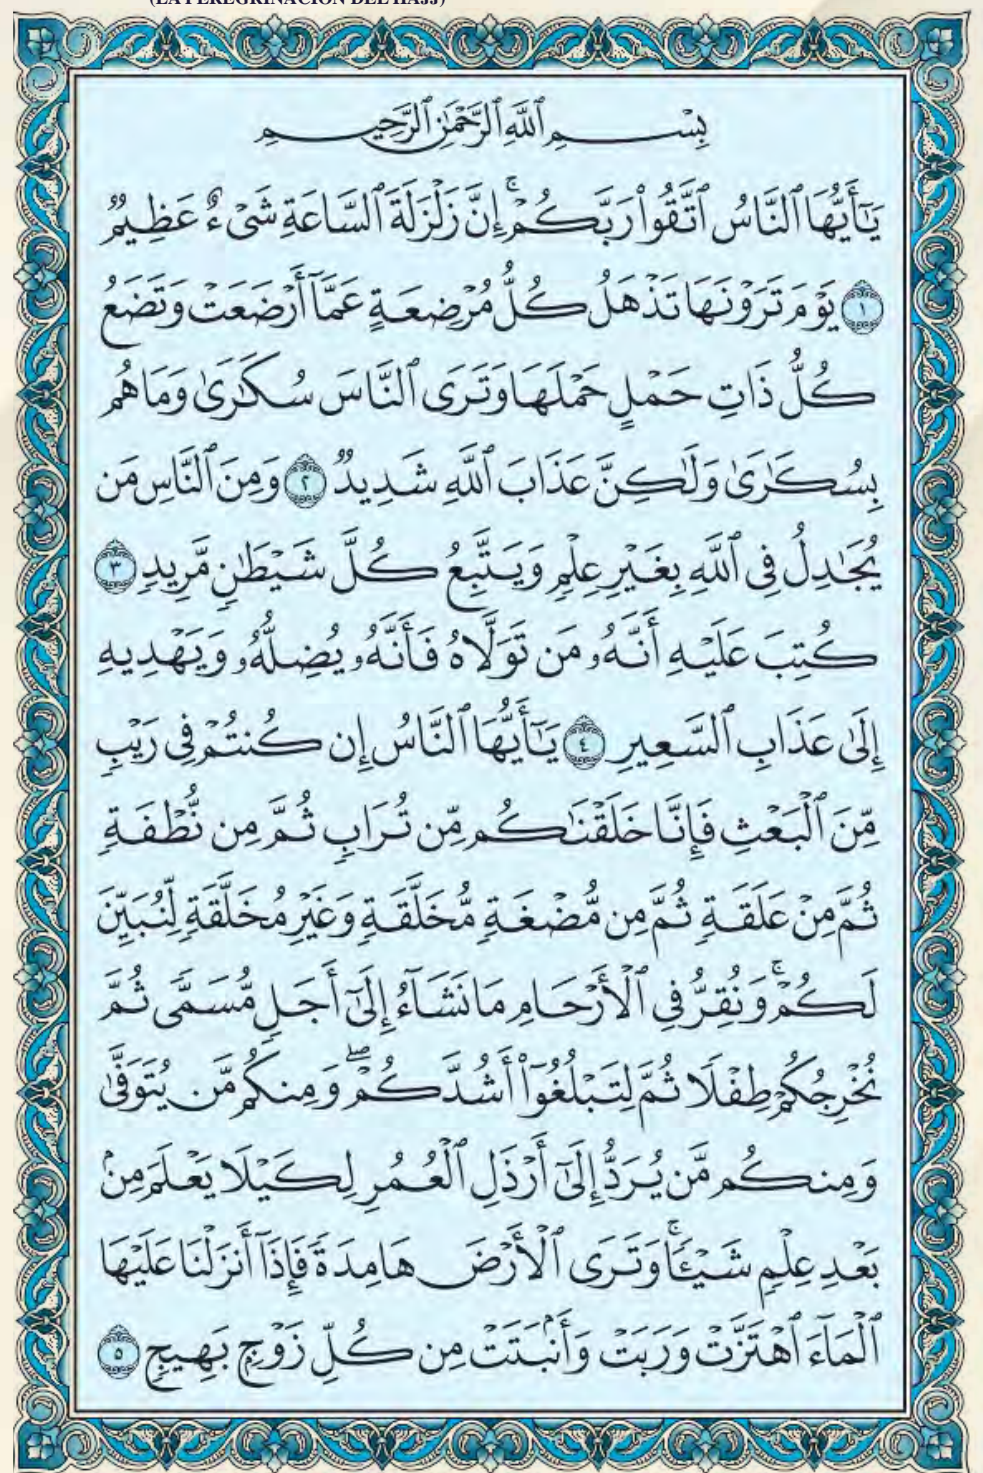 (LA PEREGRINACIÓN DEL HAJJ)
بِسْمِ ٱللَّهِ ٱلرَّحْمَٰنِ ٱلرَّحِيمِ
يَٰٓأَيُّهَا ٱلنَّاسُ ٱتَّقُوا۟ رَبَّكُمْ ۚ إِنَّ زَلْزَلَةَ ٱلسَّاعَةِ شَىْءٌ عَظِيمٌ
١ يَوْمَ تَرَوْنَهَا تَذْهَلُ كُلُّ مُرْضِعَةٍ عَمَّآ أَرْضَعَتْ وَتَضَعُ
كُلُّ ذَاتِ حَمْلٍ حَمْلَهَا وَتَرَى ٱلنَّاسَ سُكَٰرَىٰ وَمَا هُم
بِسُكَٰرَىٰ وَلَٰكِنَّ عَذَابَ ٱللَّهِ شَدِيدٌ ٢ وَمِنَ ٱلنَّاسِ مَن
يُجَٰدِلُ فِى ٱللَّهِ بِغَيْرِ عِلْمٍ وَيَتَّبِعُ كُلَّ شَيْطَٰنٍ مَّرِيدٍ ٣
كُتِبَ عَلَيْهِ أَنَّهُۥ مَن تَوَلَّاهُ فَأَنَّهُۥ يُضِلُّهُۥ وَيَهْدِيهِ
إِلَىٰ عَذَابِ ٱلسَّعِيرِ ٤ يَٰٓأَيُّهَا ٱلنَّاسُ إِن كُنتُمْ فِى رَيْبٍ
مِّنَ ٱلْبَعْثِ فَإِنَّا خَلَقْنَٰكُم مِّن تُرَابٍ ثُمَّ مِن نُّطْفَةٍ
ثُمَّ مِنْ عَلَقَةٍ ثُمَّ مِن مُّضْغَةٍ مُّخَلَّقَةٍ وَغَيْرِ مُخَلَّقَةٍ لِّنُبَيِّنَ
لَكُمْ ۚ وَنُقِرُّ فِى ٱلْأَرْحَامِ مَا نَشَآءُ إِلَىٰٓ أَجَلٍ مُّسَمًّى ثُمَّ
نُخْرِجُكُمْ طِفْلًا ثُمَّ لِتَبْلُغُوٓا۟ أَشُدَّكُمْ ۖ وَمِنكُم مَّن يُتَوَفَّىٰ
وَمِنكُم مَّن يُرَدُّ إِلَىٰٓ أَرْذَلِ ٱلْعُمُرِ لِكَيْلَا يَعْلَمَ مِنۢ
بَعْدِ عِلْمٍ شَيْـًٔا ۚ وَتَرَى ٱلْأَرْضَ هَامِدَةً فَإِذَآ أَنزَلْنَا عَلَيْهَا
ٱلْمَآءَ ٱهْتَزَّتْ وَرَبَتْ وَأَنۢبَتَتْ مِن كُلِّ زَوْجٍۭ بَهِيجٍ ٥